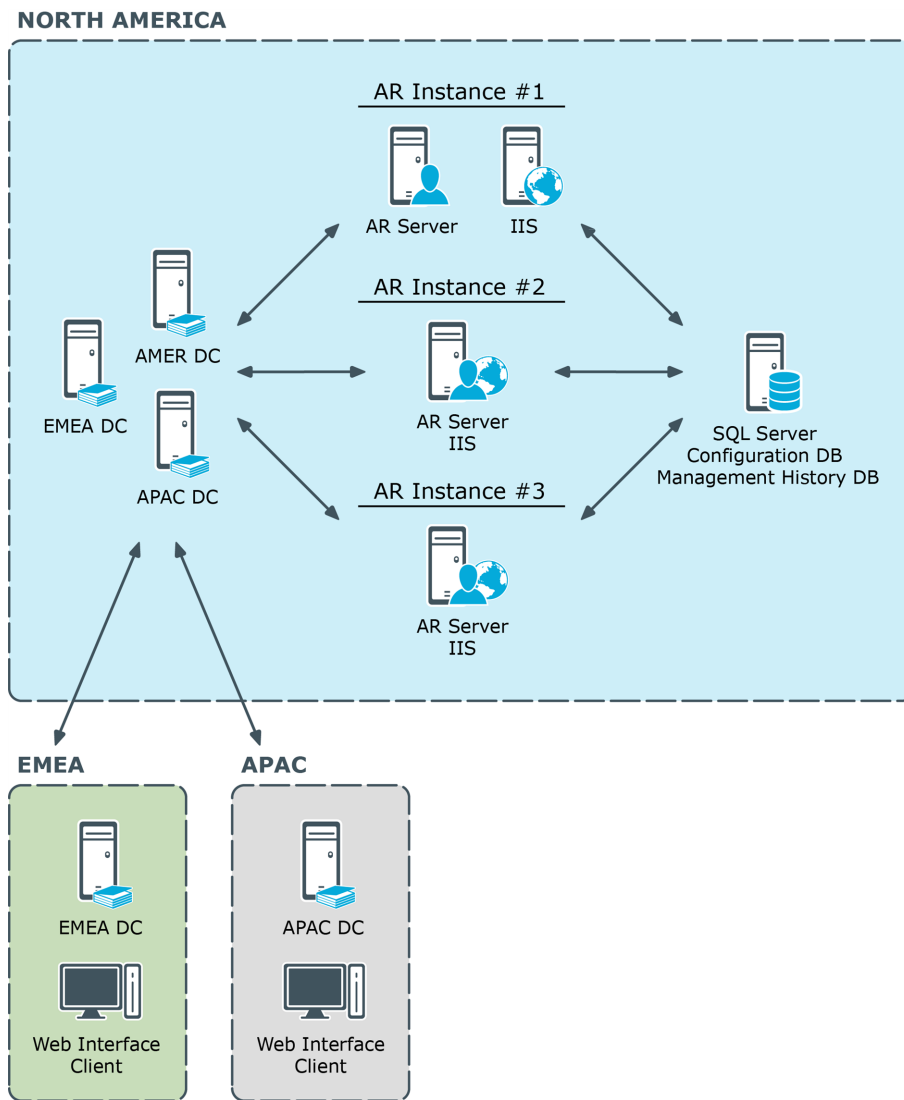 NORTH AMERICA
AR Instance #1
AR Server
IIS
AR Instance #2
AMER DC
EMEA DC
AR Server
IIS
SQL Server
Configuration DB
Management History DB
APAC DC
AR Instance #3
AR Server
IIS
EMEA
APAC
EMEA DC
APAC DC
Web Interface
Client
Web Interface
Client